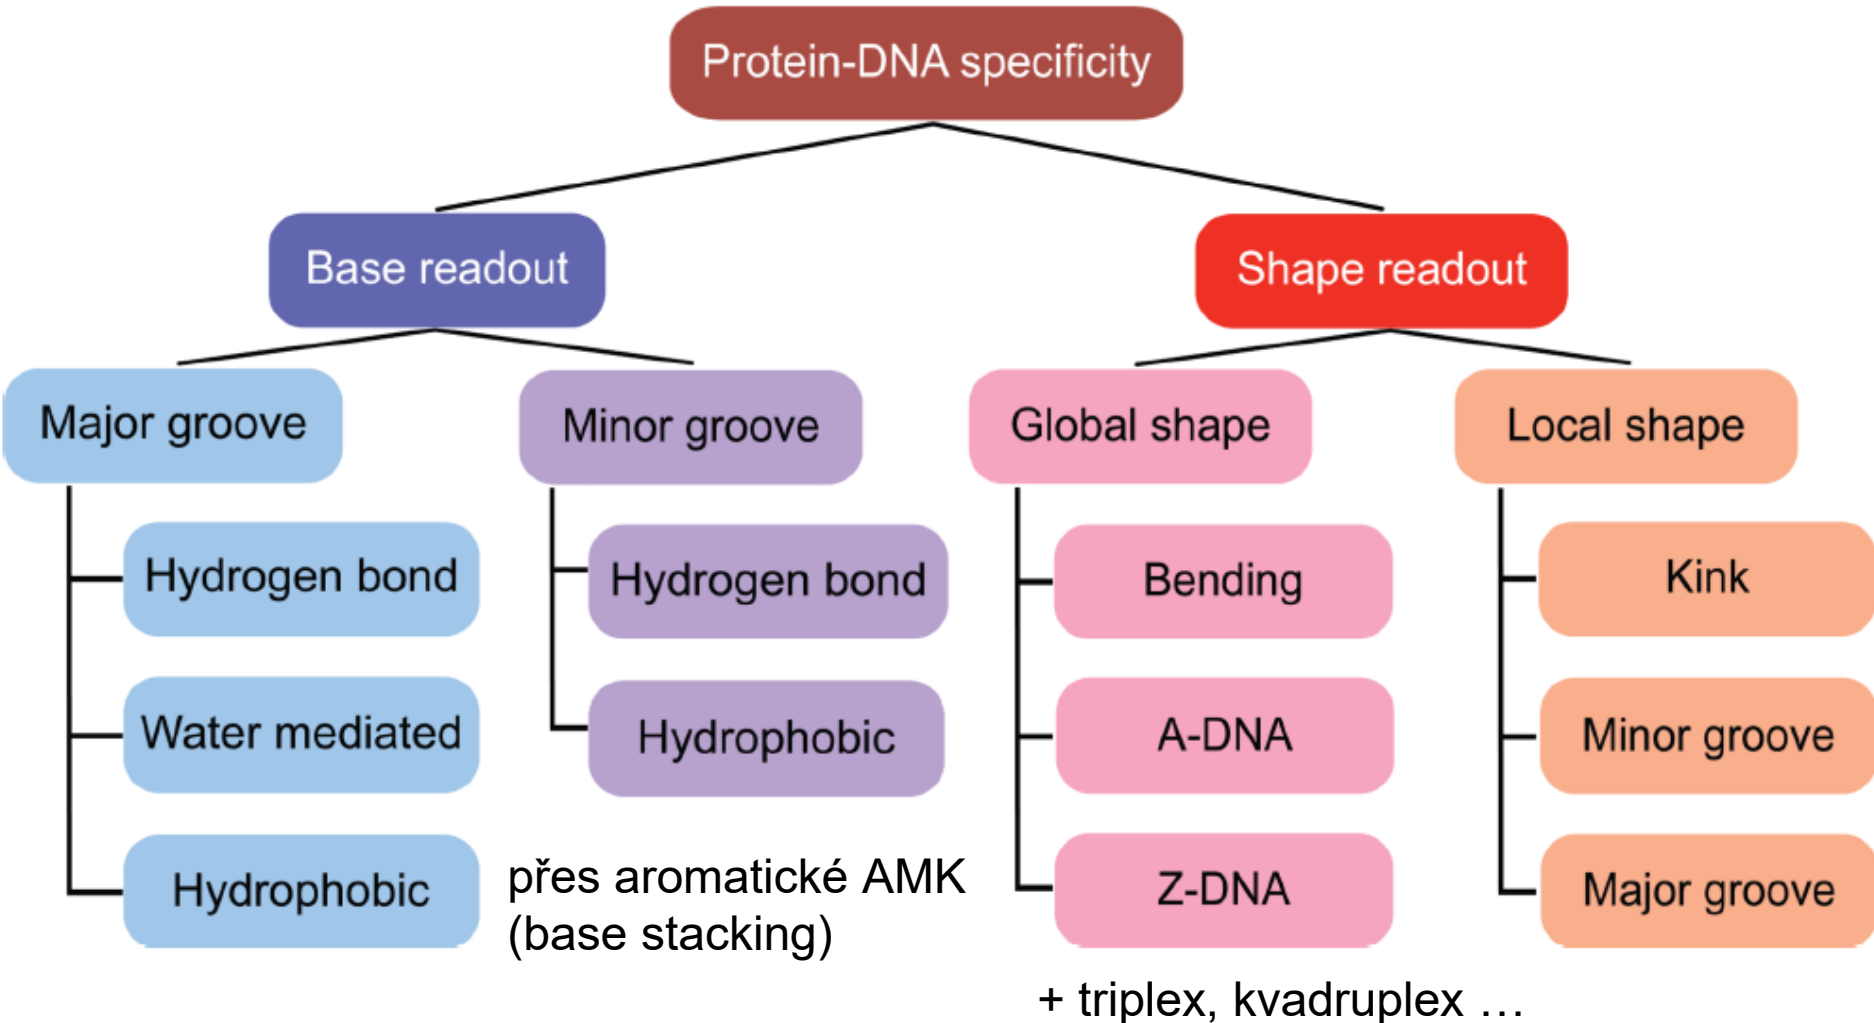 Protein-DNA specificity
Base readout
Shape readout
Major groove
Minor groove
Global shape
Local shape
Hydrogen bond
Hydrogen bond
Bending
Kink
Water mediated
Hydrophobic
A-DNA
Minor groove
Hydrophobic
přes aromatické AMK
(base stacking)
Z-DNA
Major groove
+ triplex, kvadruplex …